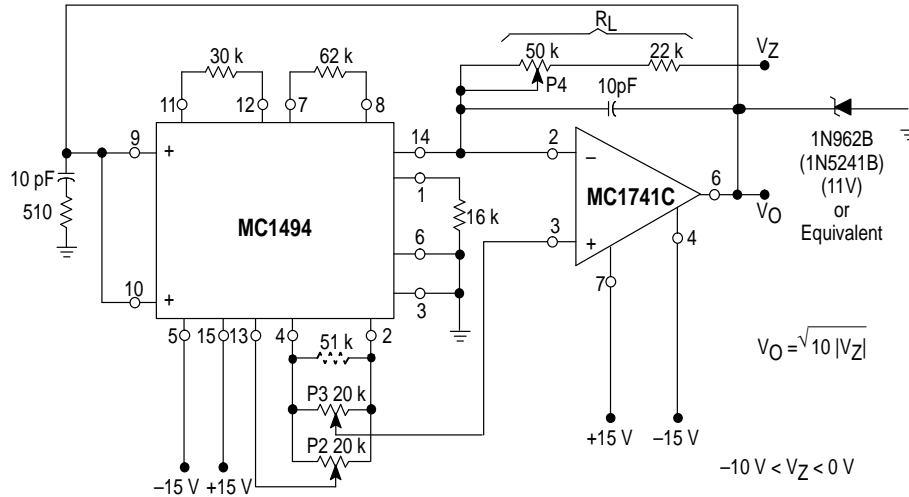 R_L
30 k
62 k
50 k
22 k
V_Z
P4
10pF
11
12
7
8
9
+
14
2
–
1N962B
(1N5241B)
(11V)
or
Equivalent
10 pF
510
1
MC1741C
6
V_O
MC1494
16 k
3
+
4
6
7
10
+
3
5
15
13
4
2
51 k
V_O = √10 |V_Z|
P3 20 k
P2 20 k
+15 V
–15 V
–15 V
+15 V
–10 V < V_Z < 0 V